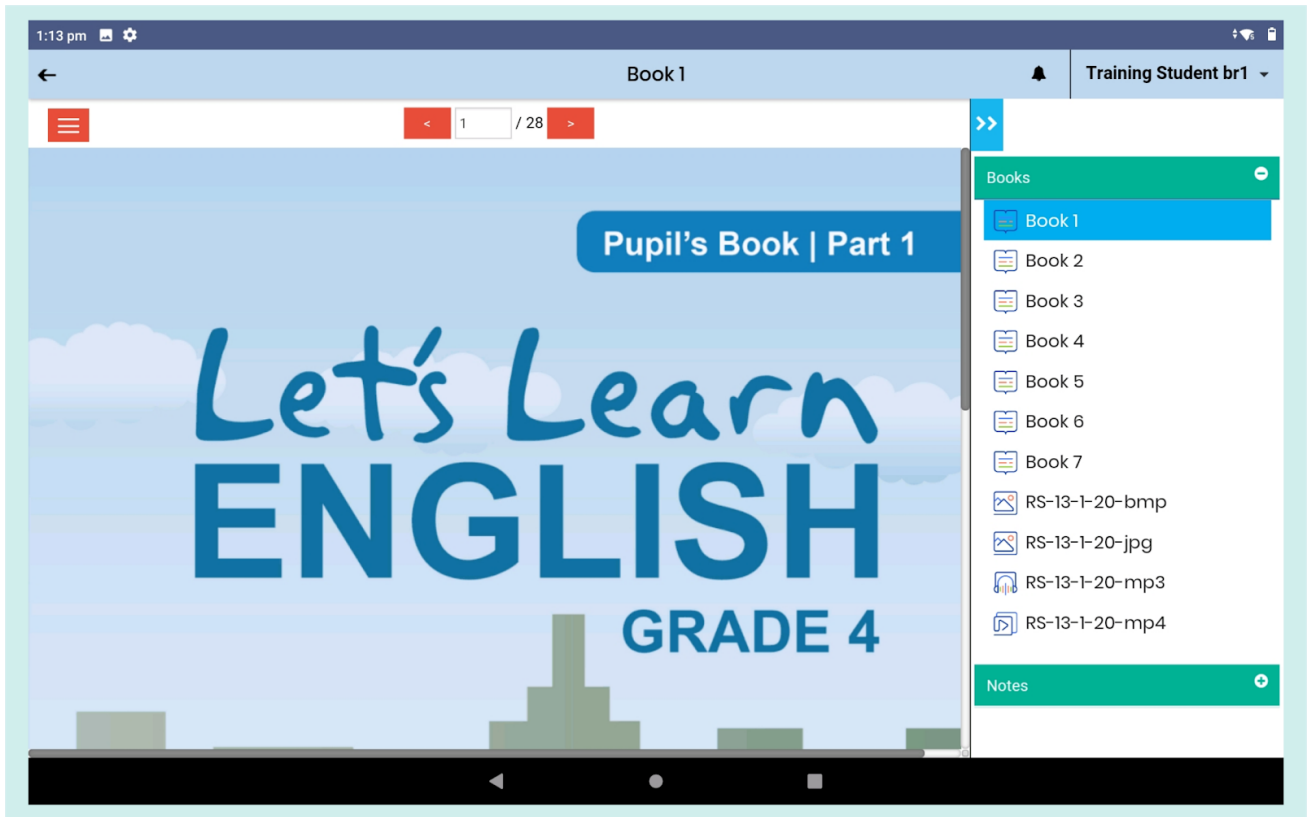 1:13 pm
Book 1
Training Student br1
< 1 / 28 >
>>
Pupil's Book | Part 1
Let's Learn
ENGLISH
GRADE 4
Books
Book 1
Book 2
Book 3
Book 4
Book 5
Book 6
Book 7
RS-13-1-20-bmp
RS-13-1-20-jpg
RS-13-1-20-mp3
RS-13-1-20-mp4
Notes